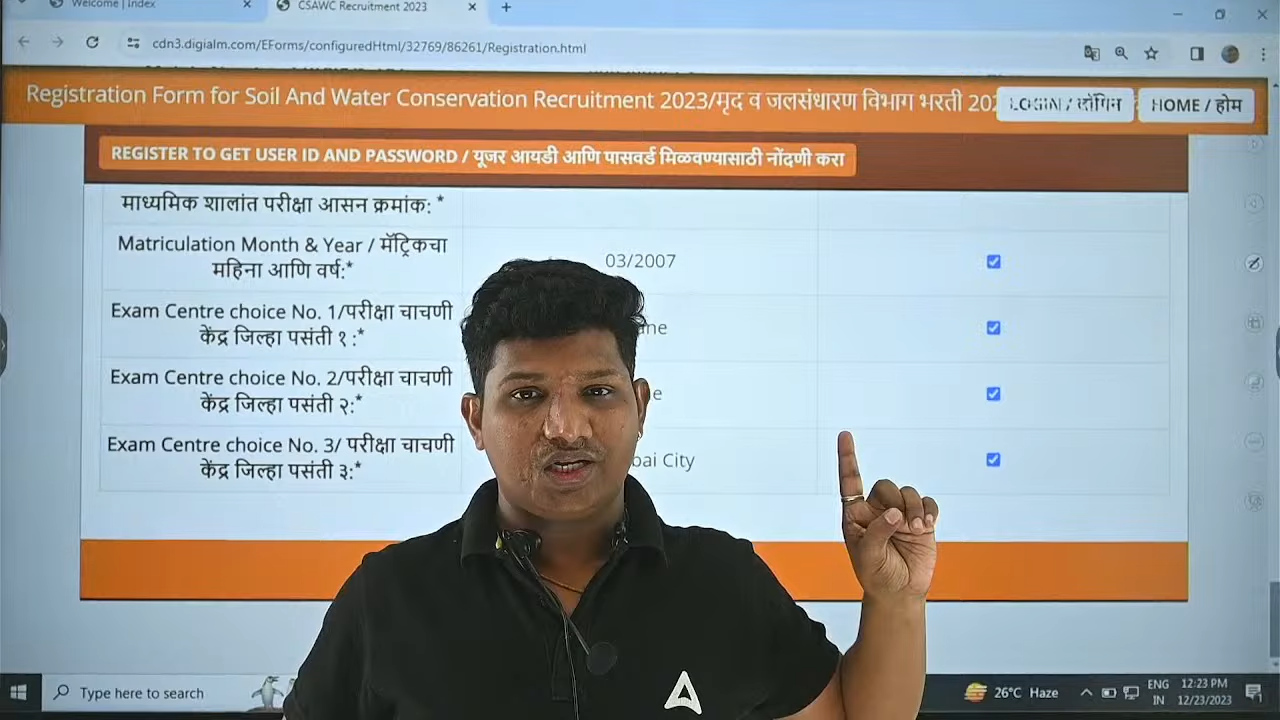 Welcome | Index
CSAWC Recruitment 2023
cdn3.digialm.com/EForms/configuredHtml/32769/86261/Registration.html
Registration Form for Soil And Water Conservation Recruitment 2023/मृद व जलसंधारण विभाग भरती
LOGIN / लॉगिन
HOME / होम
REGISTER TO GET USER ID AND PASSWORD / यूजर आयडी आणि पासवर्ड मिळवण्यासाठी नोंदणी करा
माध्यमिक शालांत परीक्षा आसन क्रमांक: *
Matriculation Month & Year / मॅट्रिकचा
महिना आणि वर्ष:*
03/2007
Exam Centre choice No. 1/परीक्षा चाचणी
केंद्र जिल्हा पसंती १ :*
Exam Centre choice No. 2/परीक्षा चाचणी
केंद्र जिल्हा पसंती २:*
Exam Centre choice No. 3/ परीक्षा चाचणी
केंद्र जिल्हा पसंती ३:*
City
Type here to search
26°C Haze
ENG
IN
12:23 PM
12/23/2023